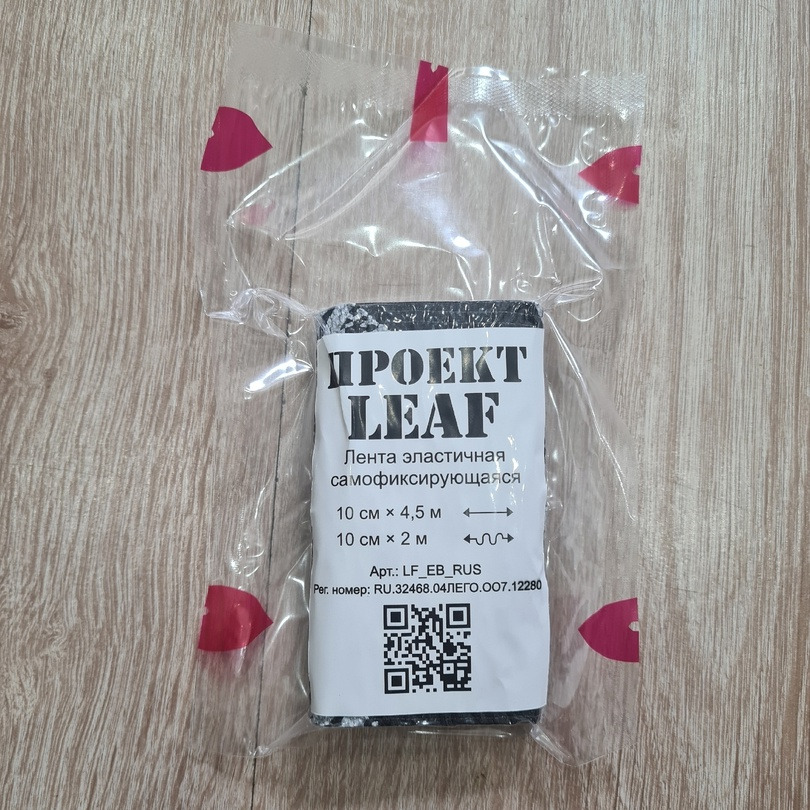 ПРОЕКТ
LEAF
Лента эластичная
самофиксирующаяся
10 см × 4,5 м
10 см × 2 м
Арт.: LF_EB_RUS
Рег. номер: RU.32468.04ЛЕГО.ОО7.12280